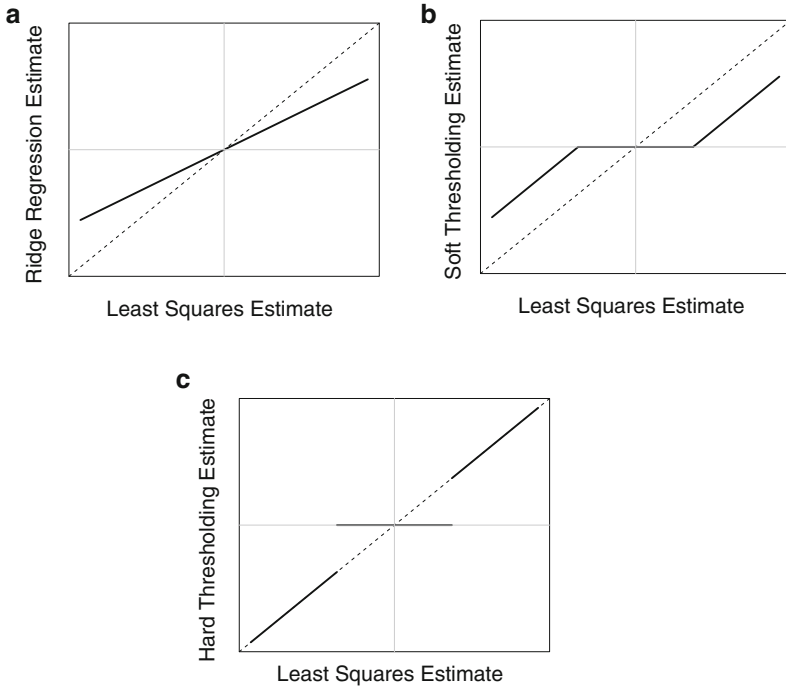 a
Ridge Regression Estimate
Least Squares Estimate
b
Soft Thresholding Estimate
Least Squares Estimate
c
Hard Thresholding Estimate
Least Squares Estimate